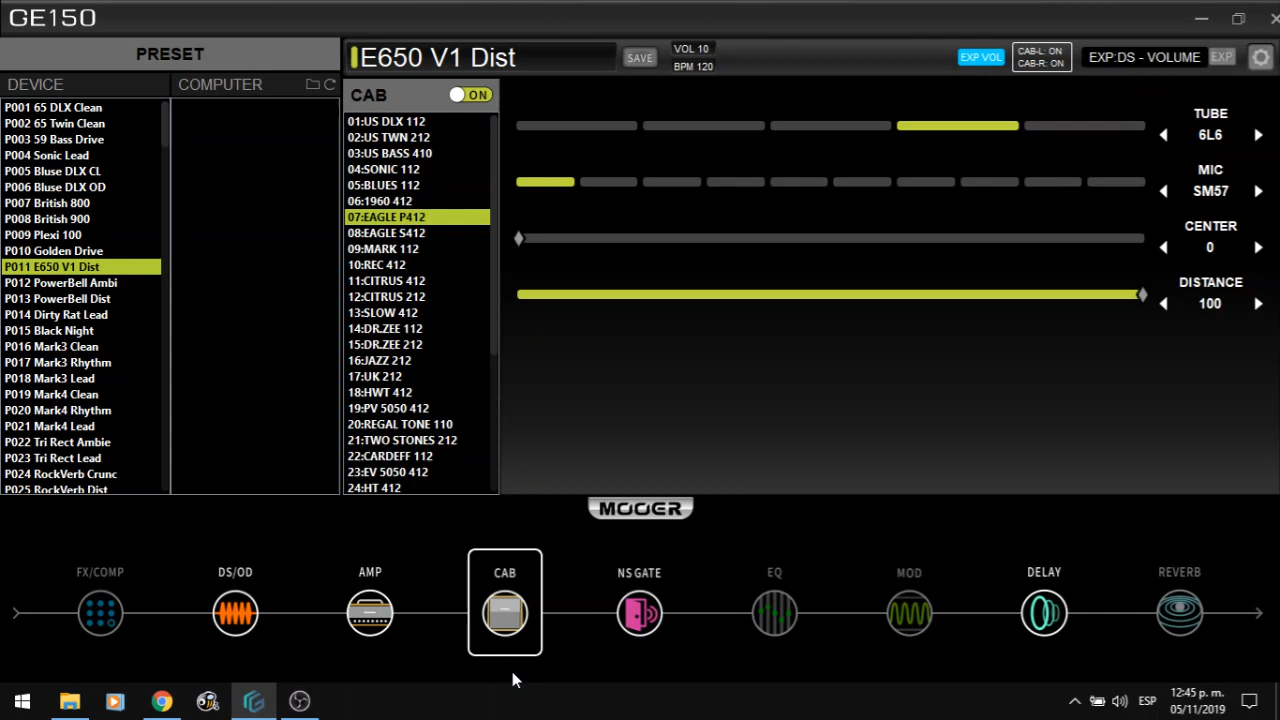 GE150
PRESET
DEVICE
COMPUTER
P001 65 DLX Clean
P002 65 Twin Clean
P003 59 Bass Drive
P004 Sonic Lead
P005 Bluse DLX CL
P006 Bluse DLX OD
P007 British 800
P008 British 900
P009 Plexi 100
P010 Golden Drive
P011 E650 V1 Dist
P012 PowerBell Ambi
P013 PowerBell Dist
P014 Dirty Rat Lead
P015 Black Night
P016 Mark3 Clean
P017 Mark3 Rhythm
P018 Mark3 Lead
P019 Mark4 Clean
P020 Mark4 Rhythm
P021 Mark4 Lead
P022 Tri Rect Ambie
P023 Tri Rect Lead
P024 RockVerb Crunc
P025 RockVerb Dist
E650 V1 Dist
SAVE
VOL 10
BPM 120
EXP VOL
CAB-L: ON
CAB-R: ON
EXP:DS - VOLUME
EXP
CAB
ON
01:US DLX 112
02:US TWN 212
03:US BASS 410
04:SONIC 112
05:BLUES 112
06:1960 412
07:EAGLE P412
08:EAGLE S412
09:MARK 112
10:REC 412
11:CITRUS 412
12:CITRUS 212
13:SLOW 412
14:DR.ZEE 112
15:DR.ZEE 212
16:JAZZ 212
17:UK 212
18:HWT 412
19:PV 5050 412
20:REGAL TONE 110
21:TWO STONES 212
22:CARDEFF 112
23:EV 5050 412
24:HT 412
TUBE
6L6
MIC
SM57
CENTER
0
DISTANCE
100
MOOER
FX/COMP
DS/OD
AMP
CAB
NS GATE
EQ
MOD
DELAY
REVERB
ESP
12:45 p. m.
05/11/2019